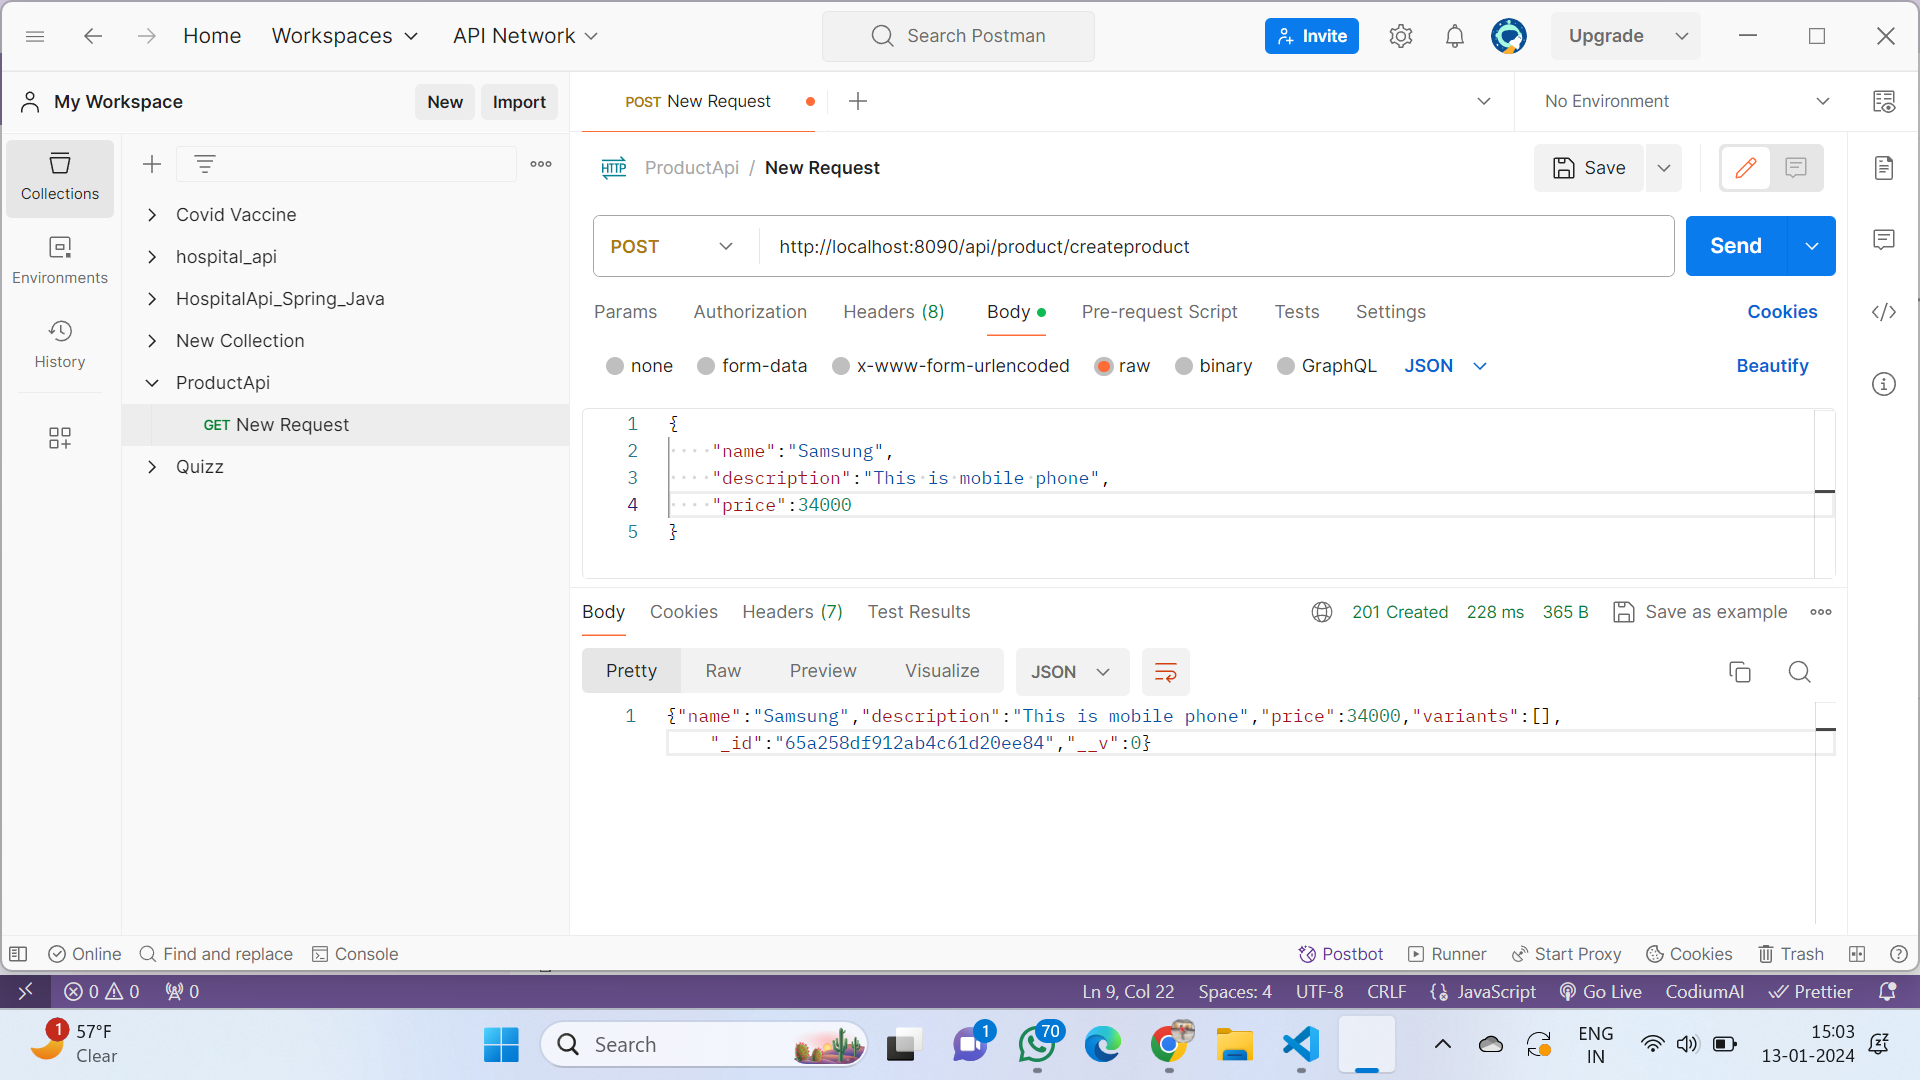 Home
Workspaces
API Network
Search Postman
Invite
Upgrade
My Workspace
New
Import
POST New Request
No Environment
Collections
Environments
History
Covid Vaccine
hospital_api
HospitalApi_Spring_Java
New Collection
ProductApi
GET New Request
Quizz
HTTP
ProductApi / New Request
Save
POST
http://localhost:8090/api/product/createproduct
Send
Params
Authorization
Headers (8)
Body
Pre-request Script
Tests
Settings
Cookies
none
form-data
x-www-form-urlencoded
raw
binary
GraphQL
JSON
Beautify
1 {
2 "name":"Samsung",
3 "description":"This is mobile phone",
4 "price":34000
5 }
Body
Cookies
Headers (7)
Test Results
201 Created
228 ms
365 B
Save as example
Pretty
Raw
Preview
Visualize
JSON
1 {"name":"Samsung","description":"This is mobile phone","price":34000,"variants":[],
"_id":"65a258df912ab4c61d20ee84","__v":0}
Online
Find and replace
Console
Postbot
Runner
Start Proxy
Cookies
Trash
0
0
0
Ln 9, Col 22
Spaces: 4
UTF-8
CRLF
JavaScript
Go Live
CodiumAI
Prettier
1
57°F
Clear
Search
1
70
ENG
IN
15:03
13-01-2024